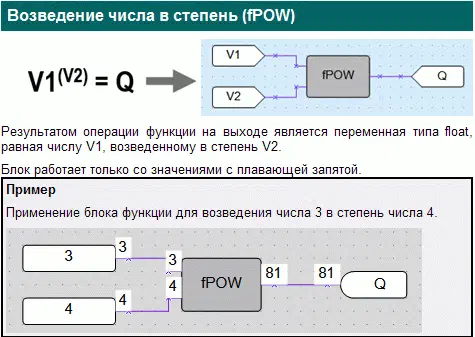 Возведение числа в степень (fPOW)
V1(V2) = Q
V1
fPOW
Q
V2
Результатом операции функции на выходе является переменная типа float,
равная числу V1, возведенному в степень V2.
Блок работает только со значениями с плавающей запятой.
Пример
Применение блока функции для возведения числа 3 в степень числа 4.
3
3
3
fPOW
81
81
Q
4
4
4